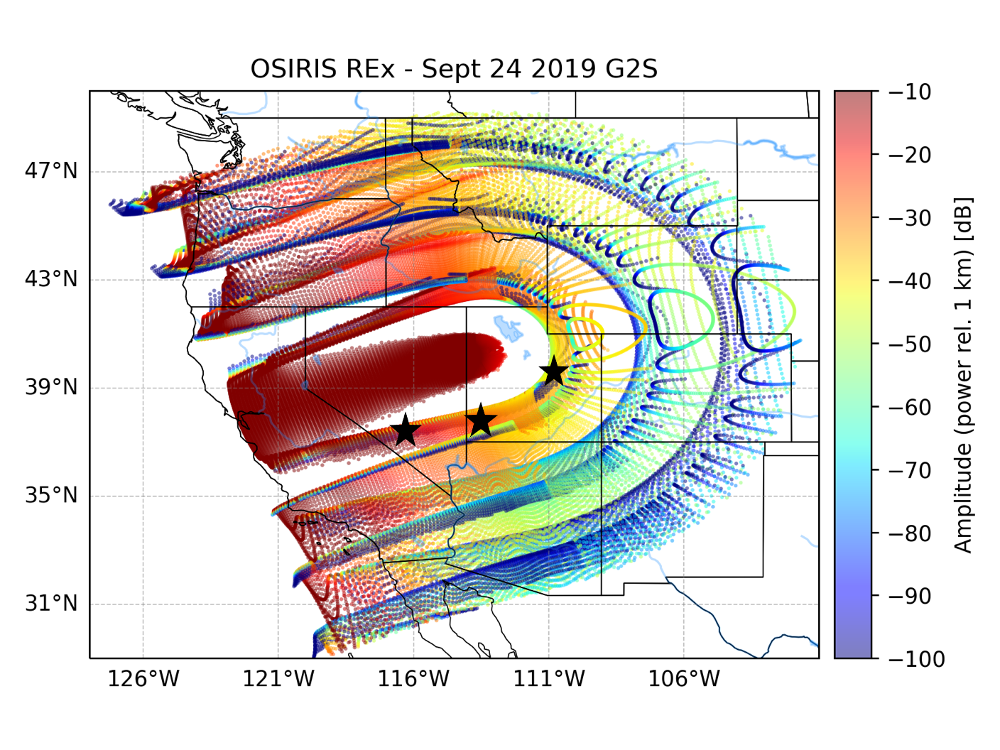 OSIRIS REx - Sept 24 2019 G2S
47°N
43°N
39°N
35°N
31°N
126°W
121°W
116°W
111°W
106°W
−10
−20
−30
−40
−50
−60
−70
−80
−90
−100
Amplitude (power rel. 1 km) [dB]